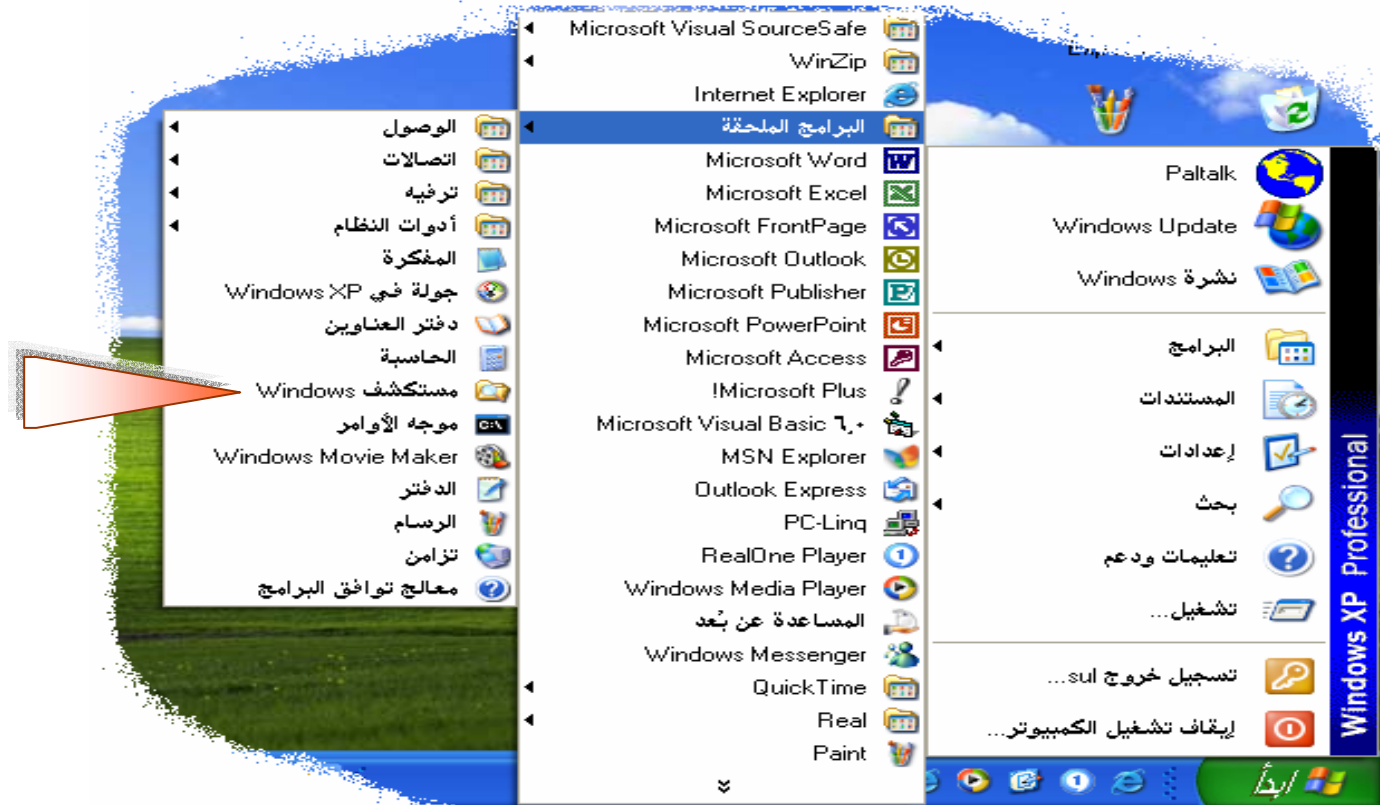 Paltalk
Windows Update
نشرة Windows
البرامج
المستندات
إعدادات
بحث
تعليمات ودعم
تشغيل...
تسجيل خروج sul...
إيقاف تشغيل الكمبيوتر...
Windows XP Professional
ابدأ
Microsoft Visual SourceSafe
WinZip
Internet Explorer
البرامج الملحقة
Microsoft Word
Microsoft Excel
Microsoft FrontPage
Microsoft Outlook
Microsoft Publisher
Microsoft PowerPoint
Microsoft Access
!Microsoft Plus
Microsoft Visual Basic ٦,٠
MSN Explorer
Outlook Express
PC-Linq
RealOne Player
Windows Media Player
المساعدة عن بُعد
Windows Messenger
QuickTime
Real
Paint
الوصول
اتصالات
ترفيه
أدوات النظام
المفكرة
جولة في Windows XP
دفتر العناوين
الحاسبة
مستكشف Windows
موجه الأوامر
Windows Movie Maker
الدفتر
الرسام
تزامن
معالج توافق البرامج